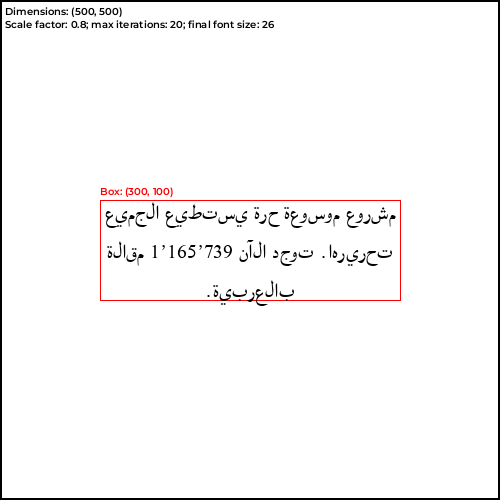 Dimensions: (500, 500)
Scale factor: 0.8; max iterations: 20; final font size: 26
Box: (300, 100)
مشروع موسوعة حرة يستطيع الجميع
تحريرها. توجد الآن 1٬165٬739 مقالة
بالعربية.